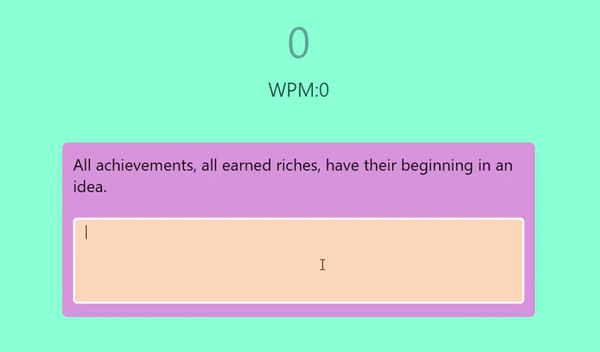 0
WPM:0
All achievements, all earned riches, have their beginning in an
idea.